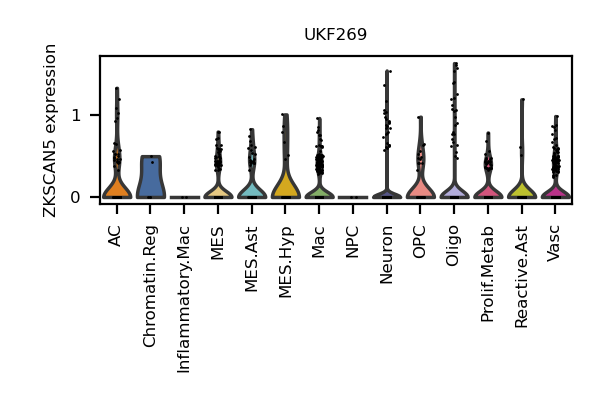 UKF269
ZKSCAN5 expression
1
0
AC
Chromatin.Reg
Inflammatory.Mac
MES
MES.Ast
MES.Hyp
Mac
NPC
Neuron
OPC
Oligo
Prolif.Metab
Reactive.Ast
Vasc